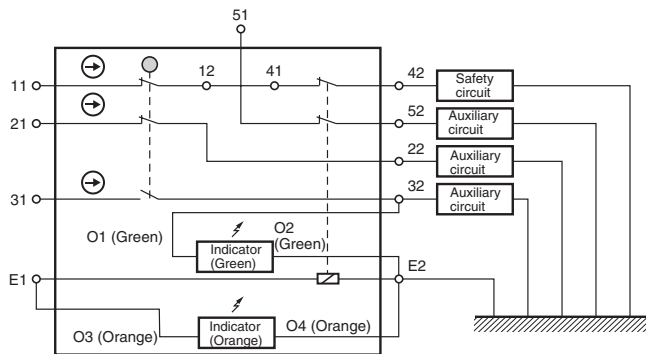 51
11
12
41
42
Safety
circuit
21
52
Auxiliary
circuit
22
Auxiliary
circuit
31
32
Auxiliary
circuit
O1 (Green)
O2
(Green)
Indicator
(Green)
E1
E2
O3 (Orange)
Indicator
(Orange)
O4 (Orange)